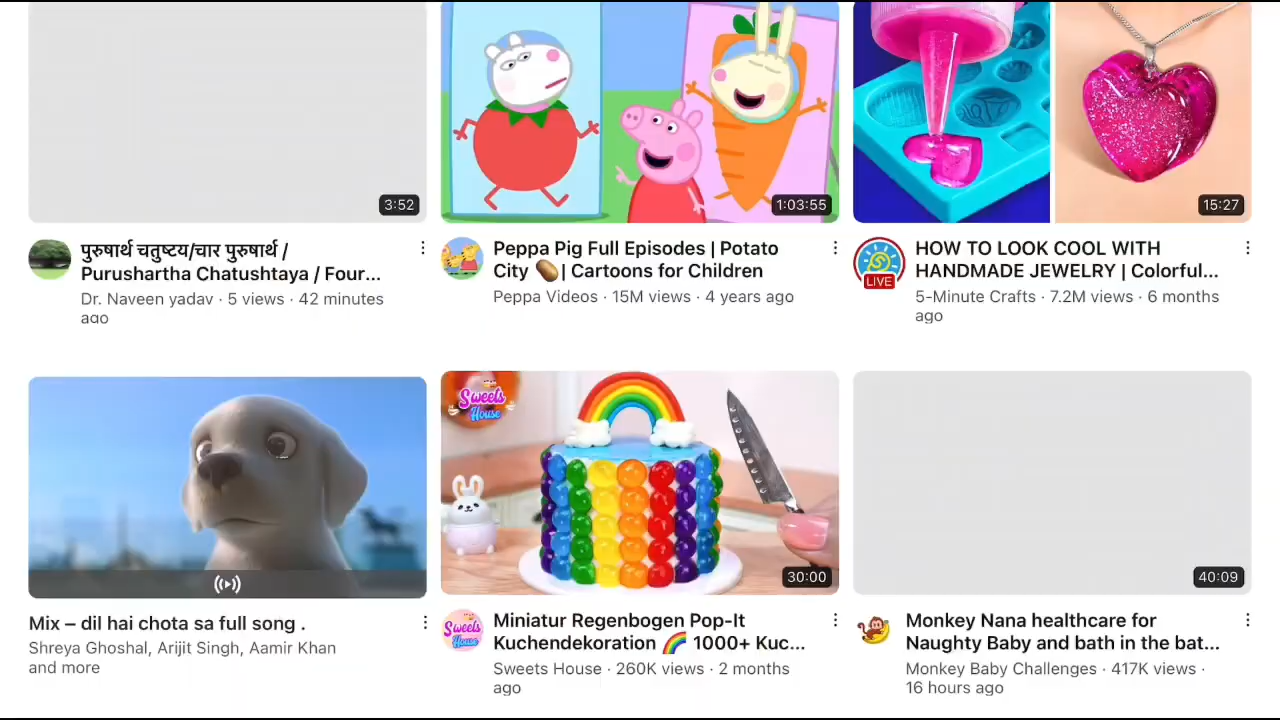 3:52
1:03:55
15:27
पुरुषार्थ चतुष्टय/चार पुरुषार्थ /
Purushartha Chatushtaya / Four...
Dr. Naveen yadav · 5 views · 42 minutes
ago
Peppa Pig Full Episodes | Potato
City 🥔 | Cartoons for Children
Peppa Videos · 15M views · 4 years ago
LIVE
HOW TO LOOK COOL WITH
HANDMADE JEWELRY | Colorful...
5-Minute Crafts · 7.2M views · 6 months
ago
Mix – dil hai chota sa full song .
Shreya Ghoshal, Arijit Singh, Aamir Khan
and more
Sweets
House
30:00
Sweets
House
Miniatur Regenbogen Pop-It
Kuchendekoration 🌈 1000+ Kuc...
Sweets House · 260K views · 2 months
ago
40:09
Monkey Nana healthcare for
Naughty Baby and bath in the bat...
Monkey Baby Challenges · 417K views ·
16 hours ago